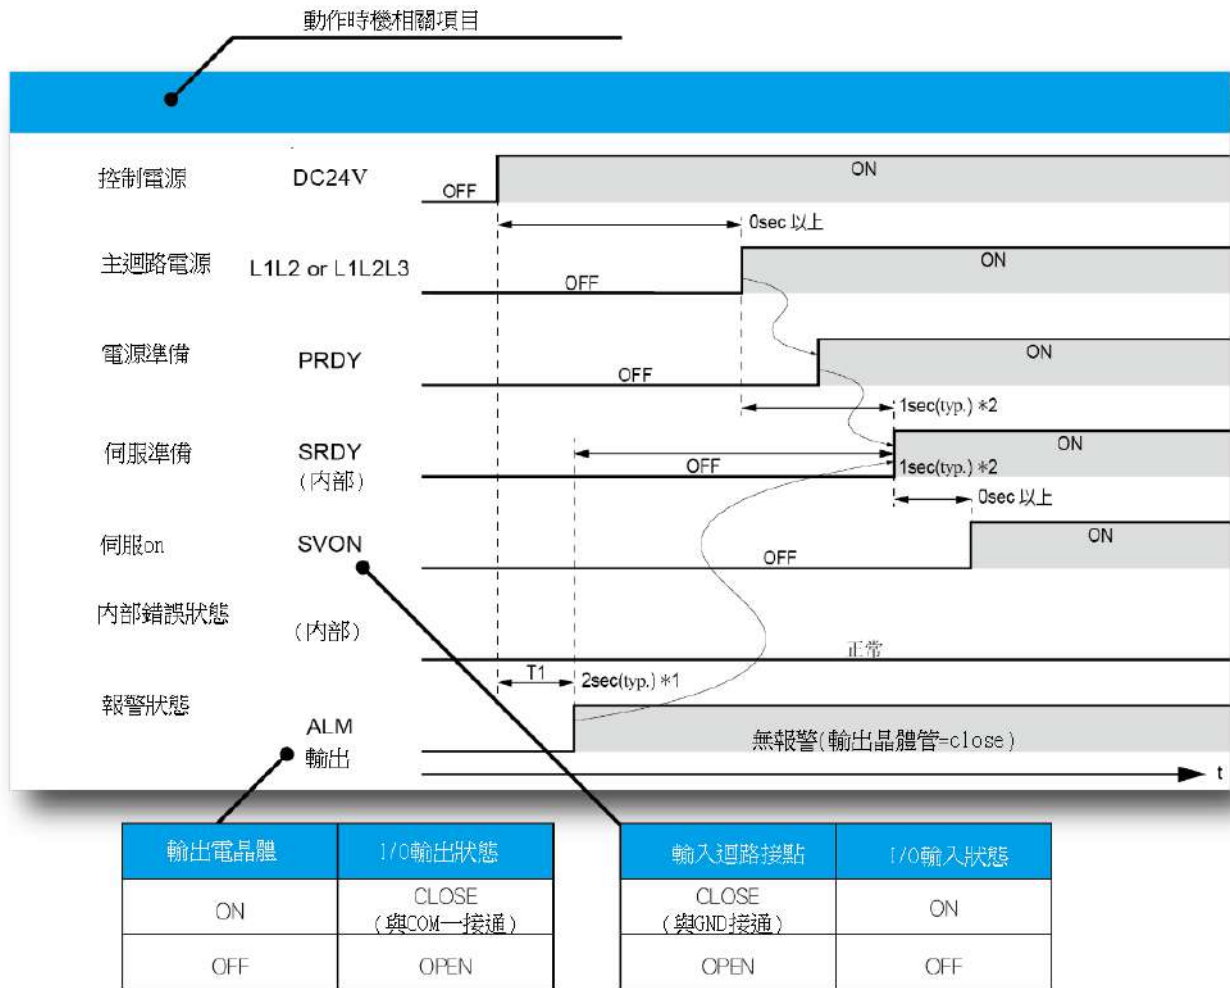 動作時機相關項目
控制電源 DC24V OFF ON
0sec 以上
主迴路電源 L1L2 or L1L2L3 OFF ON
電源準備 PRDY OFF ON
1sec(typ.) *2
伺服準備 SRDY OFF ON
(内部) 1sec(typ.) *2
0sec 以上
伺服on SVON OFF ON
内部錯誤狀態 (内部) 正常
T1 2sec(typ.) *1
報警狀態 ALM 無報警(輸出晶體管=close)
輸出
t
輸出電晶體 I/O輸出狀態
ON CLOSE
(與COM一接通)
OFF OPEN
輸入迴路接點 I/O輸入狀態
CLOSE ON
(與GND接通)
OPEN OFF